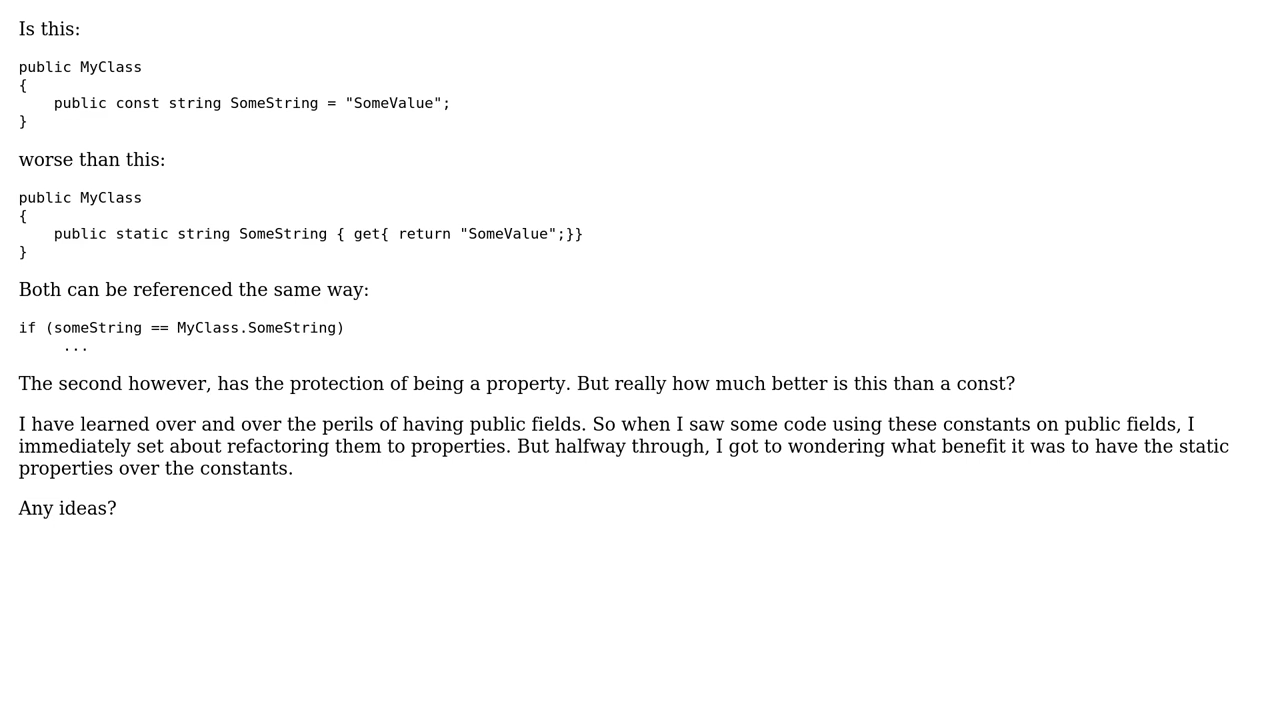 Is this:
public MyClass
{
    public const string SomeString = "SomeValue";
}
worse than this:
public MyClass
{
    public static string SomeString { get{ return "SomeValue";}}
}
Both can be referenced the same way:
if (someString == MyClass.SomeString)
     ...
The second however, has the protection of being a property. But really how much better is this than a const?
I have learned over and over the perils of having public fields. So when I saw some code using these constants on public fields, I
immediately set about refactoring them to properties. But halfway through, I got to wondering what benefit it was to have the static
properties over the constants.
Any ideas?